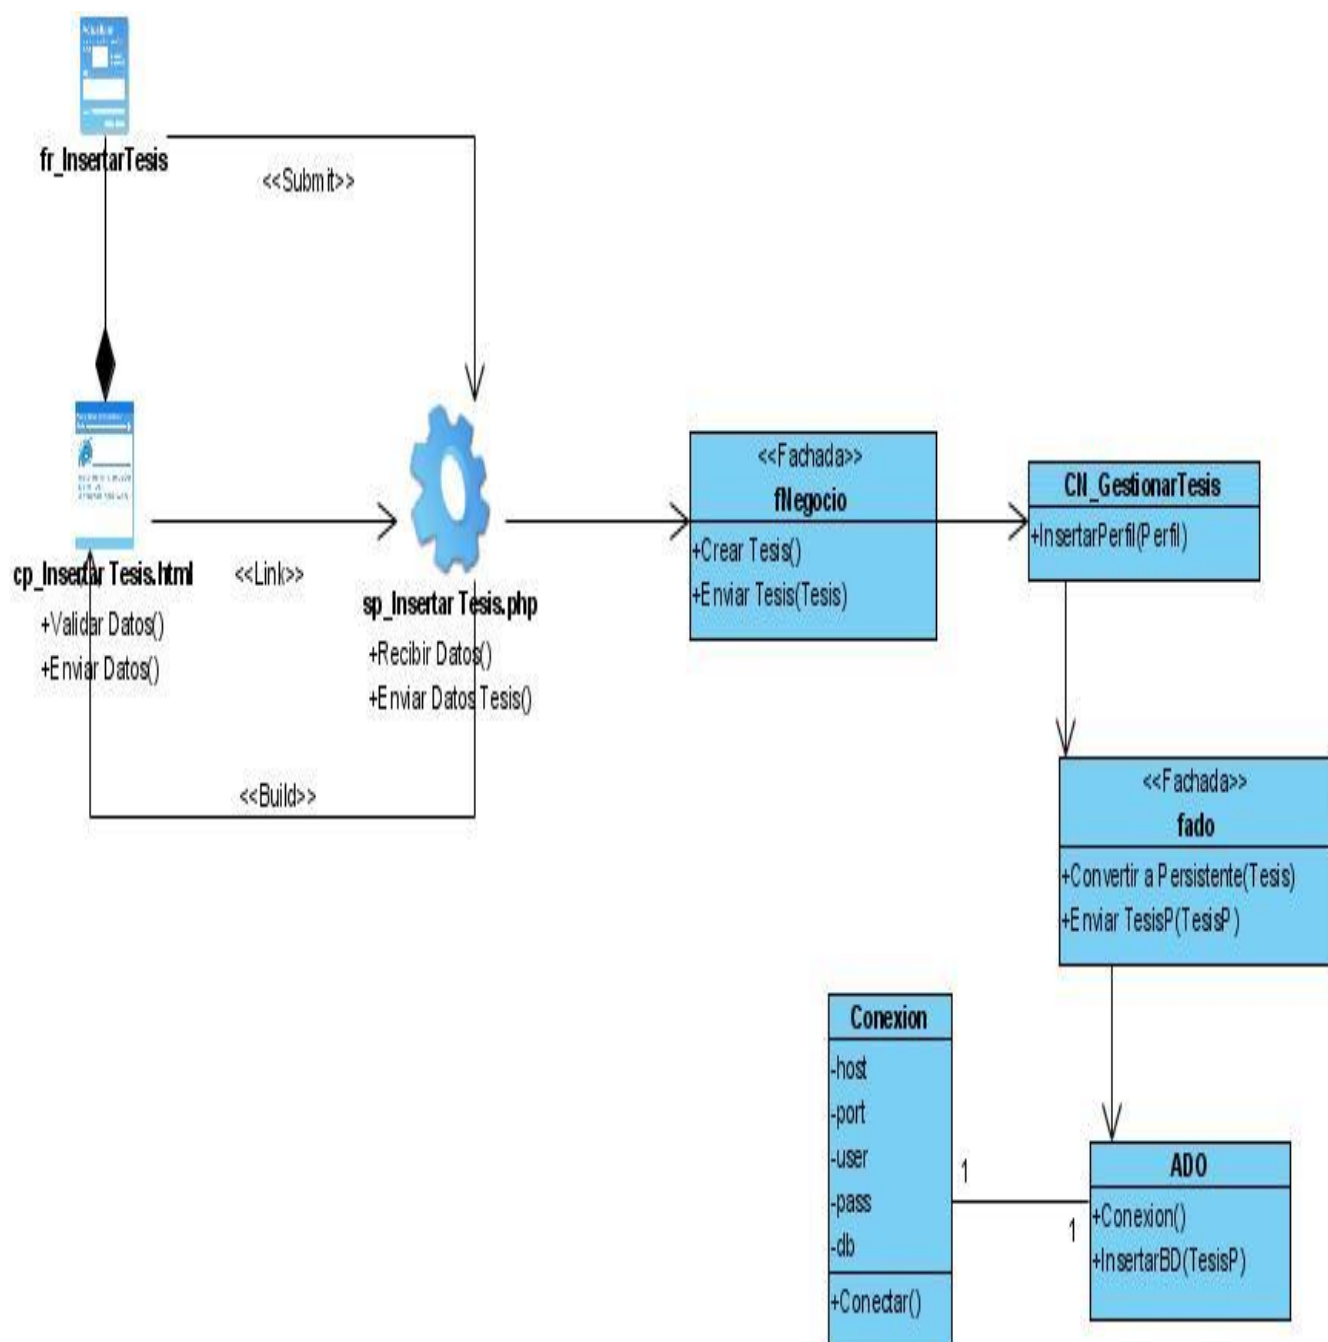 fr_InsertarTesis
<<Submit>>
cp_Insertar Tesis.html
+Validar Datos()
+Enviar Datos()
<<Link>>
sp_Insertar Tesis.php
+Recibir Datos()
+Enviar Datos Tesis()
<<Build>>
<<Fachada>>
fNegocio
+Crear Tesis()
+Enviar Tesis(Tesis)
CN_GestionarTesis
+InsertarPerfil(Perfil)
<<Fachada>>
fado
+Convertir a Persistente(Tesis)
+Enviar TesisP(TesisP)
Conexion
-host
-port
-user
-pass
-db
+Conectar()
1
1
ADO
+Conexion()
+InsertarBD(TesisP)